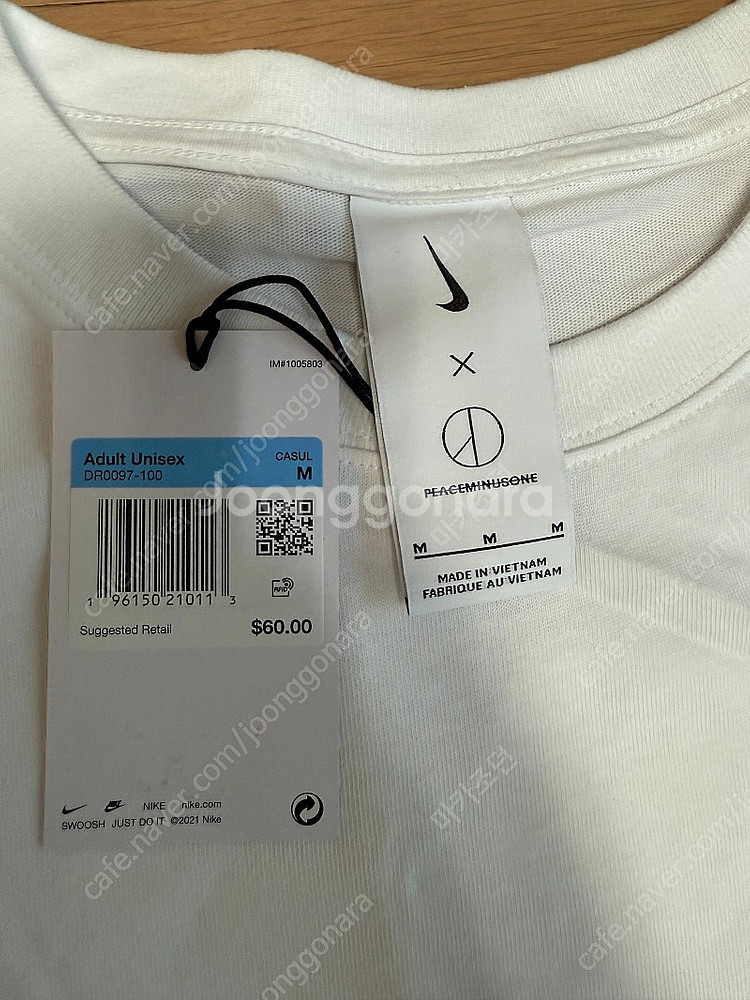 IM#1005803
Adult Unisex
CASUL
DR0097-100
M
1 96150 21011 3
RFID
Suggested Retail
$60.00
NIKE nike.com
SWOOSH JUST DO IT ©2021 Nike
×
PEACEMINUSONE
M M M
MADE IN VIETNAM
FABRIQUE AU VIETNAM
Joonggonara
cafe.naver.com/joonggonara